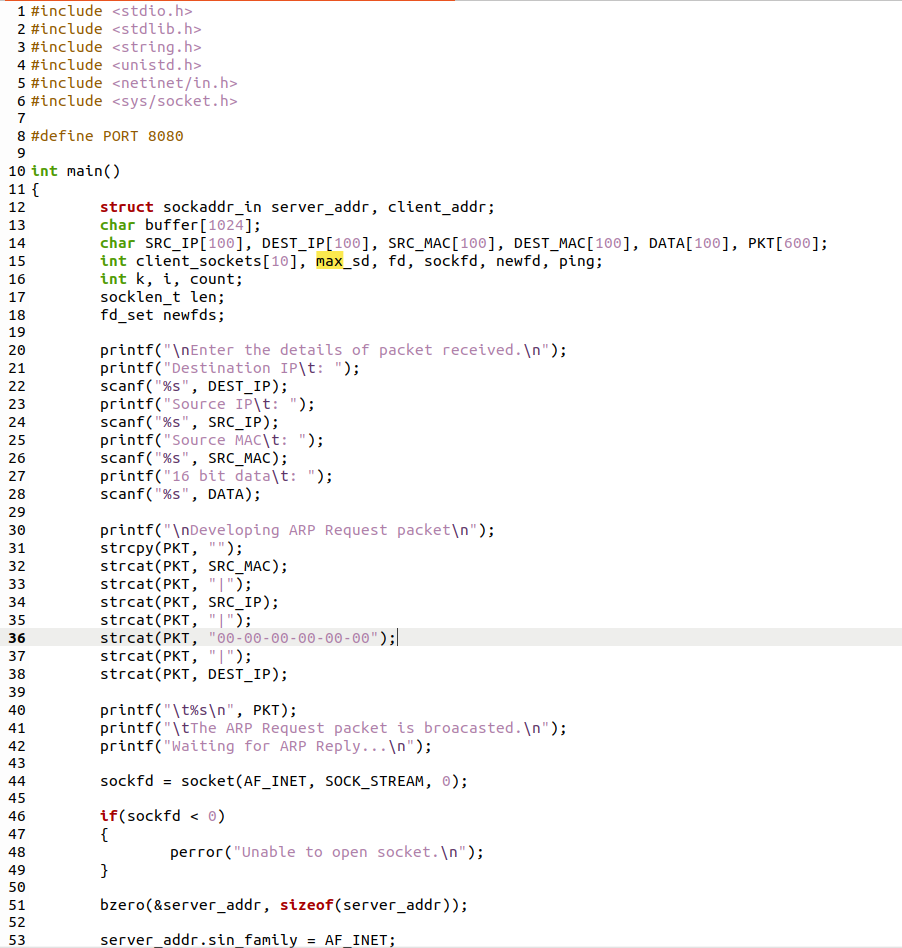 1 #include <stdio.h>
2 #include <stdlib.h>
3 #include <string.h>
4 #include <unistd.h>
5 #include <netinet/in.h>
6 #include <sys/socket.h>
7
8 #define PORT 8080
9
10 int main()
11 {
12 struct sockaddr_in server_addr, client_addr;
13 char buffer[1024];
14 char SRC_IP[100], DEST_IP[100], SRC_MAC[100], DEST_MAC[100], DATA[100], PKT[600];
15 int client_sockets[10], max_sd, fd, sockfd, newfd, ping;
16 int k, i, count;
17 socklen_t len;
18 fd_set newfds;
19
20 printf("\nEnter the details of packet received.\n");
21 printf("Destination IP\t: ");
22 scanf("%s", DEST_IP);
23 printf("Source IP\t: ");
24 scanf("%s", SRC_IP);
25 printf("Source MAC\t: ");
26 scanf("%s", SRC_MAC);
27 printf("16 bit data\t: ");
28 scanf("%s", DATA);
29
30 printf("\nDeveloping ARP Request packet\n");
31 strcpy(PKT, "");
32 strcat(PKT, SRC_MAC);
33 strcat(PKT, "|");
34 strcat(PKT, SRC_IP);
35 strcat(PKT, "|");
36 strcat(PKT, "00-00-00-00-00-00");
37 strcat(PKT, "|");
38 strcat(PKT, DEST_IP);
39
40 printf("\t%s\n", PKT);
41 printf("\tThe ARP Request packet is broacasted.\n");
42 printf("Waiting for ARP Reply...\n");
43
44 sockfd = socket(AF_INET, SOCK_STREAM, 0);
45
46 if(sockfd < 0)
47 {
48 perror("Unable to open socket.\n");
49 }
50
51 bzero(&server_addr, sizeof(server_addr));
52
53 server_addr.sin_family = AF_INET;